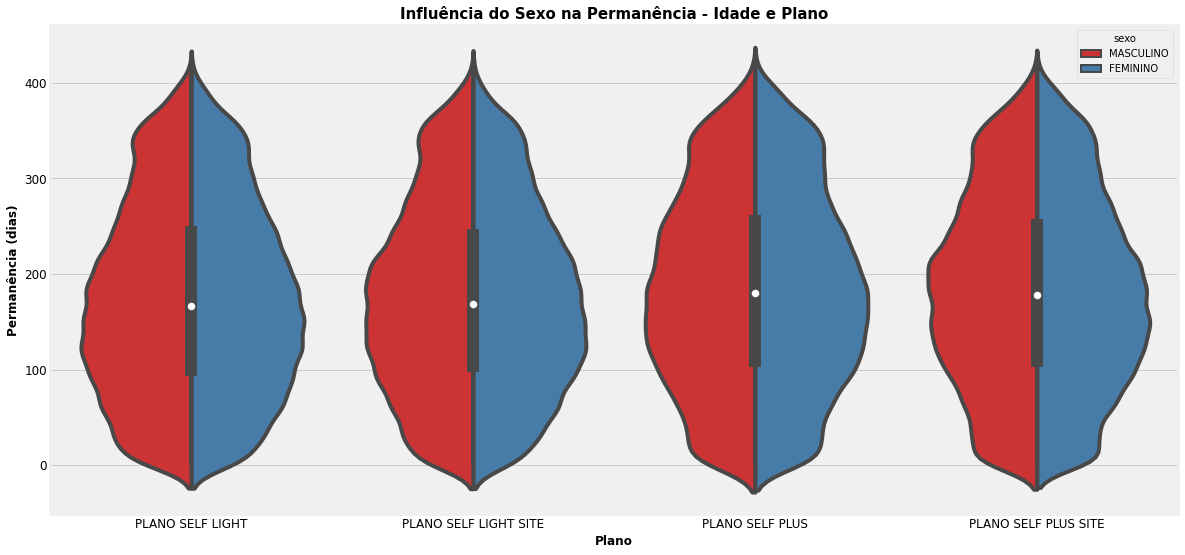 Influência do Sexo na Permanência - Idade e Plano
sexo
MASCULINO
FEMININO
400
300
200
100
0
Permanência (dias)
PLANO SELF LIGHT
PLANO SELF LIGHT SITE
PLANO SELF PLUS
PLANO SELF PLUS SITE
Plano